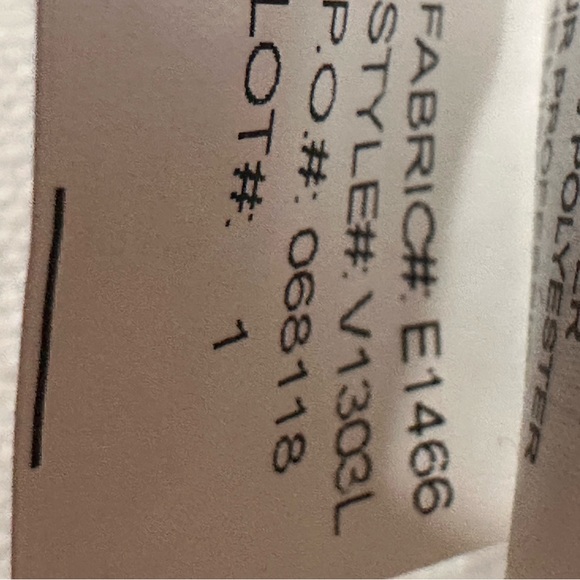 FABRIC#: E1466
STYLE#: V1303L
P.O.#: 068118
LOT#: 1
POLYESTER